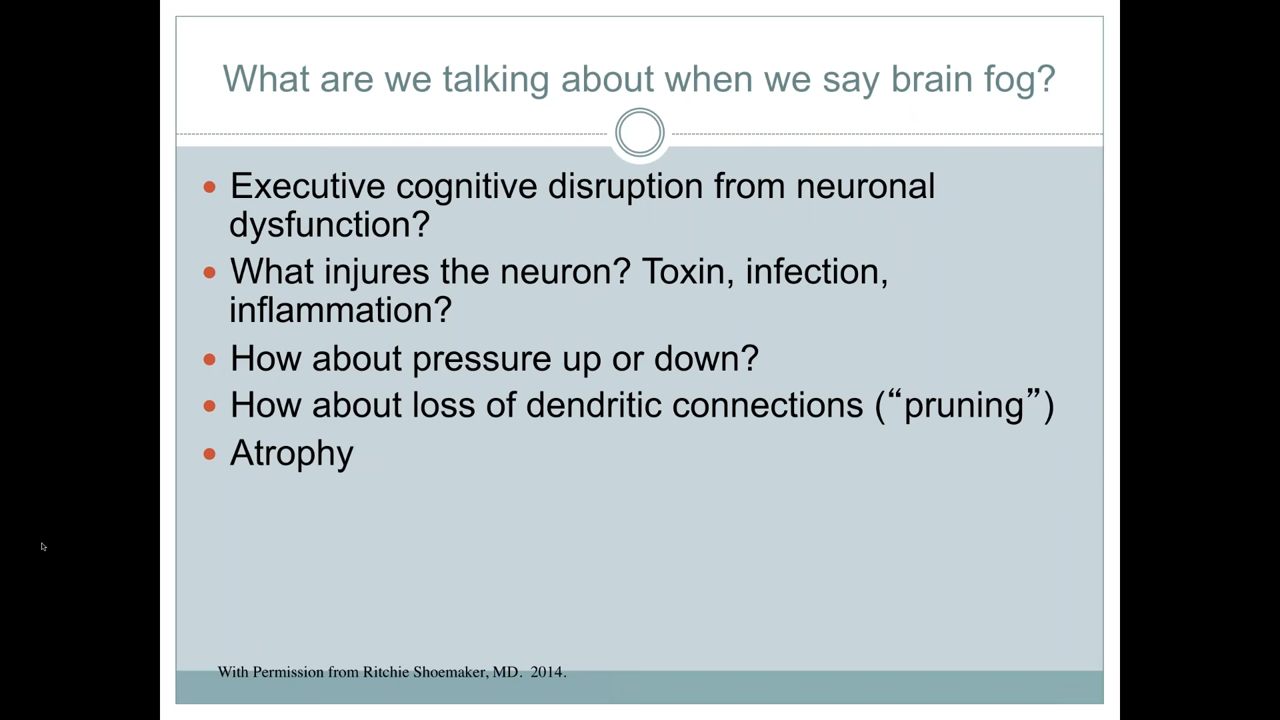 What are we talking about when we say brain fog?
• Executive cognitive disruption from neuronal
dysfunction?
• What injures the neuron? Toxin, infection,
inflammation?
• How about pressure up or down?
• How about loss of dendritic connections (“pruning”)
• Atrophy
With Permission from Ritchie Shoemaker, MD.  2014.